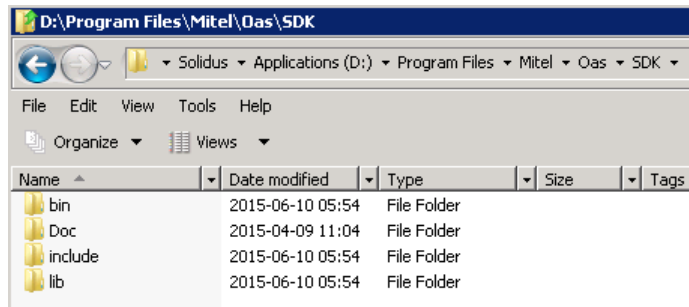 D:\Program Files\Mitel\Oas\SDK
Solidus Applications (D:) Program Files Mitel Oas SDK
File Edit View Tools Help
Organize Views
Name Date modified Type Size Tags
bin 2015-06-10 05:54 File Folder
Doc 2015-04-09 11:04 File Folder
include 2015-06-10 05:54 File Folder
lib 2015-06-10 05:54 File Folder